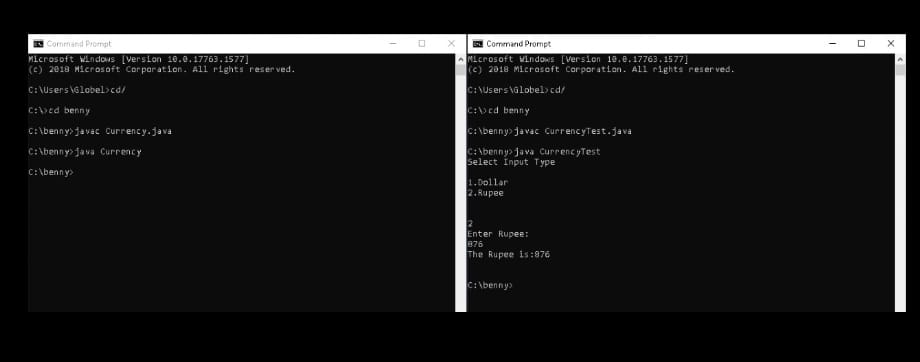 Command Prompt
Microsoft Windows [Version 10.0.17763.1577]
(c) 2018 Microsoft Corporation. All rights reserved.
C:\Users\Globel>cd/
C:\>cd benny
C:\benny>javac Currency.java
C:\benny>java Currency
C:\benny>
Command Prompt
Microsoft Windows [Version 10.0.17763.1577]
(c) 2018 Microsoft Corporation. All rights reserved.
C:\Users\Globel>cd/
C:\>cd benny
C:\benny>javac CurrencyTest.java
C:\benny>java CurrencyTest
Select Input Type
1.Dollar
2.Rupee
2
Enter Rupee:
876
The Rupee is:876
C:\benny>